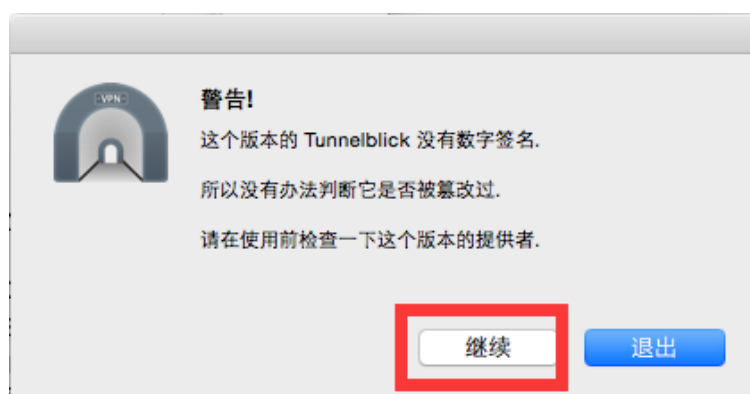 VPN
警告!
这个版本的 Tunnelblick 没有数字签名.
所以没有办法判断它是否被篡改过.
请在使用前检查一下这个版本的提供者.
继续
退出